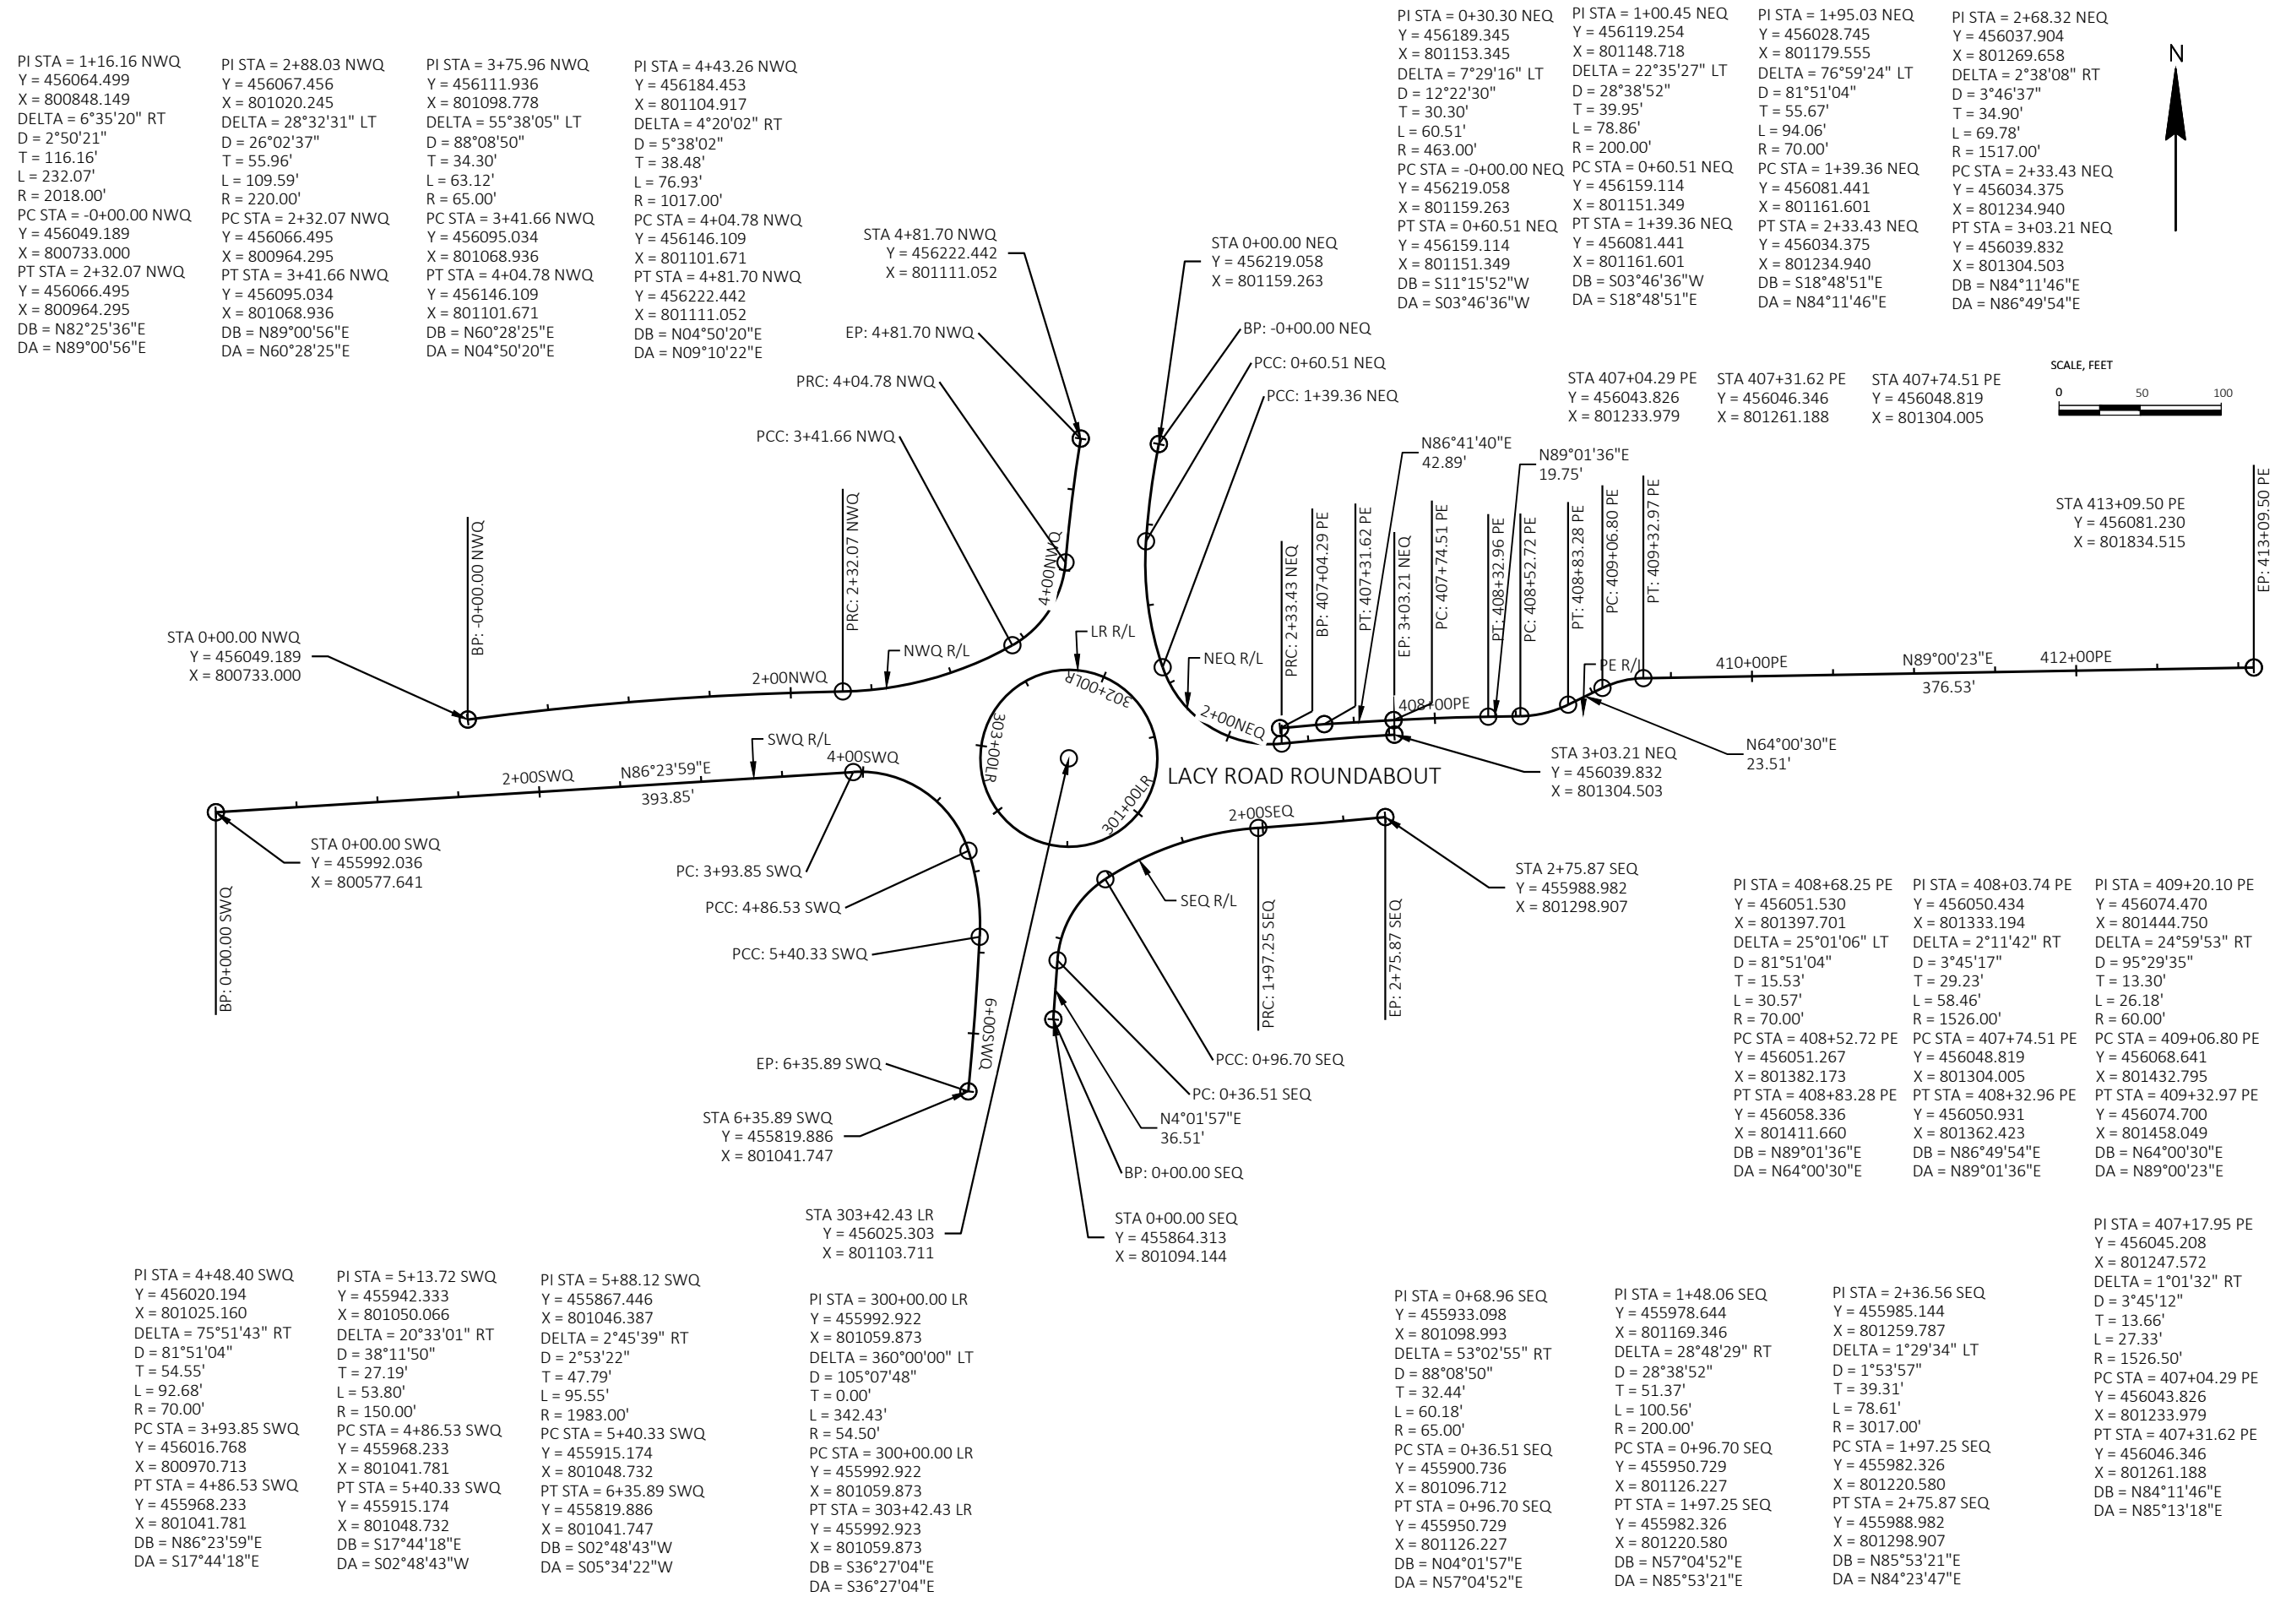 PI STA = 1+16.16 NWQ
Y = 456064.499
X = 800848.149
DELTA = 6°35'20" RT
D = 2°50'21"
T = 116.16'
L = 232.07'
R = 2018.00'
PC STA = -0+00.00 NWQ
Y = 456049.189
X = 800733.000
PT STA = 2+32.07 NWQ
Y = 456066.495
X = 800964.295
DB = N82°25'36"E
DA = N89°00'56"E
PI STA = 2+88.03 NWQ
Y = 456067.456
X = 801020.245
DELTA = 28°32'31" LT
D = 26°02'37"
T = 55.96'
L = 109.59'
R = 220.00'
PC STA = 2+32.07 NWQ
Y = 456066.495
X = 800964.295
PT STA = 3+41.66 NWQ
Y = 456095.034
X = 801068.936
DB = N89°00'56"E
DA = N60°28'25"E
PI STA = 3+75.96 NWQ
Y = 456111.936
X = 801098.778
DELTA = 55°38'05" LT
D = 88°08'50"
T = 34.30'
L = 63.12'
R = 65.00'
PC STA = 3+41.66 NWQ
Y = 456095.034
X = 801068.936
PT STA = 4+04.78 NWQ
Y = 456146.109
X = 801101.671
DB = N60°28'25"E
DA = N04°50'20"E
PI STA = 4+43.26 NWQ
Y = 456184.453
X = 801104.917
DELTA = 4°20'02" RT
D = 5°38'02"
T = 38.48'
L = 76.93'
R = 1017.00'
PC STA = 4+04.78 NWQ
Y = 456146.109
X = 801101.671
PT STA = 4+81.70 NWQ
Y = 456222.442
X = 801111.052
DB = N04°50'20"E
DA = N09°10'22"E
PI STA = 0+30.30 NEQ
Y = 456189.345
X = 801153.345
DELTA = 7°29'16" LT
D = 12°22'30"
T = 30.30'
L = 60.51'
R = 463.00'
PC STA = -0+00.00 NEQ
Y = 456219.058
X = 801159.263
PT STA = 0+60.51 NEQ
Y = 456159.114
X = 801151.349
DB = S11°15'52"W
DA = S03°46'36"W
PI STA = 1+00.45 NEQ
Y = 456119.254
X = 801148.718
DELTA = 22°35'27" LT
D = 28°38'52"
T = 39.95'
L = 78.86'
R = 200.00'
PC STA = 0+60.51 NEQ
Y = 456159.114
X = 801151.349
PT STA = 1+39.36 NEQ
Y = 456081.441
X = 801161.601
DB = S03°46'36"W
DA = S18°48'51"E
PI STA = 1+95.03 NEQ
Y = 456028.745
X = 801179.555
DELTA = 76°59'24" LT
D = 81°51'04"
T = 55.67'
L = 94.06'
R = 70.00'
PC STA = 1+39.36 NEQ
Y = 456081.441
X = 801161.601
PT STA = 2+33.43 NEQ
Y = 456034.375
X = 801234.940
DB = S18°48'51"E
DA = N84°11'46"E
PI STA = 2+68.32 NEQ
Y = 456037.904
X = 801269.658
DELTA = 2°38'08" RT
D = 3°46'37"
T = 34.90'
L = 69.78'
R = 1517.00'
PC STA = 2+33.43 NEQ
Y = 456034.375
X = 801234.940
PT STA = 3+03.21 NEQ
Y = 456039.832
X = 801304.503
DB = N84°11'46"E
DA = N86°49'54"E
N
SCALE, FEET
0 50 100
STA 4+81.70 NWQ
Y = 456222.442
X = 801111.052
EP: 4+81.70 NWQ
PRC: 4+04.78 NWQ
PCC: 3+41.66 NWQ
STA 0+00.00 NEQ
Y = 456219.058
X = 801159.263
BP: -0+00.00 NEQ
PCC: 0+60.51 NEQ
PCC: 1+39.36 NEQ
STA 407+04.29 PE
Y = 456043.826
X = 801233.979
STA 407+31.62 PE
Y = 456046.346
X = 801261.188
STA 407+74.51 PE
Y = 456048.819
X = 801304.005
N86°41'40"E
42.89'
N89°01'36"E
19.75'
STA 413+09.50 PE
Y = 456081.230
X = 801834.515
BP: -0+00.00 NWQ
PRC: 2+32.07 NWQ
4+00NWQ
PRC: 2+33.43 NEQ
BP: 407+04.29 PE
PT: 407+31.62 PE
EP: 3+03.21 NEQ
PC: 407+74.51 PE
PT: 408+32.96 PE
PC: 408+52.72 PE
PT: 408+83.28 PE
PC: 409+06.80 PE
PT: 409+32.97 PE
EP: 413+09.50 PE
STA 0+00.00 NWQ
Y = 456049.189
X = 800733.000
2+00NWQ
NWQ R/L
LR R/L
NEQ R/L
2+00NEQ
408+00PE
PE R/L
410+00PE
N89°00'23"E
376.53'
412+00PE
N64°00'30"E
23.51'
302+00LR
303+00LR
301+00LR
SWQ R/L
4+00SWQ
2+00SWQ
N86°23'59"E
393.85'
LACY ROAD ROUNDABOUT
STA 3+03.21 NEQ
Y = 456039.832
X = 801304.503
STA 0+00.00 SWQ
Y = 455992.036
X = 800577.641
BP: 0+00.00 SWQ
PC: 3+93.85 SWQ
PCC: 4+86.53 SWQ
PCC: 5+40.33 SWQ
6+00SWQ
EP: 6+35.89 SWQ
STA 6+35.89 SWQ
Y = 455819.886
X = 801041.747
2+00SEQ
SEQ R/L
STA 2+75.87 SEQ
Y = 455988.982
X = 801298.907
PRC: 1+97.25 SEQ
EP: 2+75.87 SEQ
PCC: 0+96.70 SEQ
PC: 0+36.51 SEQ
N4°01'57"E
36.51'
BP: 0+00.00 SEQ
STA 303+42.43 LR
Y = 456025.303
X = 801103.711
STA 0+00.00 SEQ
Y = 455864.313
X = 801094.144
PI STA = 408+68.25 PE
Y = 456051.530
X = 801397.701
DELTA = 25°01'06" LT
D = 81°51'04"
T = 15.53'
L = 30.57'
R = 70.00'
PC STA = 408+52.72 PE
Y = 456051.267
X = 801382.173
PT STA = 408+83.28 PE
Y = 456058.336
X = 801411.660
DB = N89°01'36"E
DA = N64°00'30"E
PI STA = 408+03.74 PE
Y = 456050.434
X = 801333.194
DELTA = 2°11'42" RT
D = 3°45'17"
T = 29.23'
L = 58.46'
R = 1526.00'
PC STA = 407+74.51 PE
Y = 456048.819
X = 801304.005
PT STA = 408+32.96 PE
Y = 456050.931
X = 801362.423
DB = N86°49'54"E
DA = N89°01'36"E
PI STA = 409+20.10 PE
Y = 456074.470
X = 801444.750
DELTA = 24°59'53" RT
D = 95°29'35"
T = 13.30'
L = 26.18'
R = 60.00'
PC STA = 409+06.80 PE
Y = 456068.641
X = 801432.795
PT STA = 409+32.97 PE
Y = 456074.700
X = 801458.049
DB = N64°00'30"E
DA = N89°00'23"E
PI STA = 4+48.40 SWQ
Y = 456020.194
X = 801025.160
DELTA = 75°51'43" RT
D = 81°51'04"
T = 54.55'
L = 92.68'
R = 70.00'
PC STA = 3+93.85 SWQ
Y = 456016.768
X = 800970.713
PT STA = 4+86.53 SWQ
Y = 455968.233
X = 801041.781
DB = N86°23'59"E
DA = S17°44'18"E
PI STA = 5+13.72 SWQ
Y = 455942.333
X = 801050.066
DELTA = 20°33'01" RT
D = 38°11'50"
T = 27.19'
L = 53.80'
R = 150.00'
PC STA = 4+86.53 SWQ
Y = 455968.233
X = 801041.781
PT STA = 5+40.33 SWQ
Y = 455915.174
X = 801048.732
DB = S17°44'18"E
DA = S02°48'43"W
PI STA = 5+88.12 SWQ
Y = 455867.446
X = 801046.387
DELTA = 2°45'39" RT
D = 2°53'22"
T = 47.79'
L = 95.55'
R = 1983.00'
PC STA = 5+40.33 SWQ
Y = 455915.174
X = 801048.732
PT STA = 6+35.89 SWQ
Y = 455819.886
X = 801041.747
DB = S02°48'43"W
DA = S05°34'22"W
PI STA = 300+00.00 LR
Y = 455992.922
X = 801059.873
DELTA = 360°00'00" LT
D = 105°07'48"
T = 0.00'
L = 342.43'
R = 54.50'
PC STA = 300+00.00 LR
Y = 455992.922
X = 801059.873
PT STA = 303+42.43 LR
Y = 455992.923
X = 801059.873
DB = S36°27'04"E
DA = S36°27'04"E
PI STA = 0+68.96 SEQ
Y = 455933.098
X = 801098.993
DELTA = 53°02'55" RT
D = 88°08'50"
T = 32.44'
L = 60.18'
R = 65.00'
PC STA = 0+36.51 SEQ
Y = 455900.736
X = 801096.712
PT STA = 0+96.70 SEQ
Y = 455950.729
X = 801126.227
DB = N04°01'57"E
DA = N57°04'52"E
PI STA = 1+48.06 SEQ
Y = 455978.644
X = 801169.346
DELTA = 28°48'29" RT
D = 28°38'52"
T = 51.37'
L = 100.56'
R = 200.00'
PC STA = 0+96.70 SEQ
Y = 455950.729
X = 801126.227
PT STA = 1+97.25 SEQ
Y = 455982.326
X = 801220.580
DB = N57°04'52"E
DA = N85°53'21"E
PI STA = 2+36.56 SEQ
Y = 455985.144
X = 801259.787
DELTA = 1°29'34" LT
D = 1°53'57"
T = 39.31'
L = 78.61'
R = 3017.00'
PC STA = 1+97.25 SEQ
Y = 455982.326
X = 801220.580
PT STA = 2+75.87 SEQ
Y = 455988.982
X = 801298.907
DB = N85°53'21"E
DA = N84°23'47"E
PI STA = 407+17.95 PE
Y = 456045.208
X = 801247.572
DELTA = 1°01'32" RT
D = 3°45'12"
T = 13.66'
L = 27.33'
R = 1526.50'
PC STA = 407+04.29 PE
Y = 456043.826
X = 801233.979
PT STA = 407+31.62 PE
Y = 456046.346
X = 801261.188
DB = N84°11'46"E
DA = N85°13'18"E